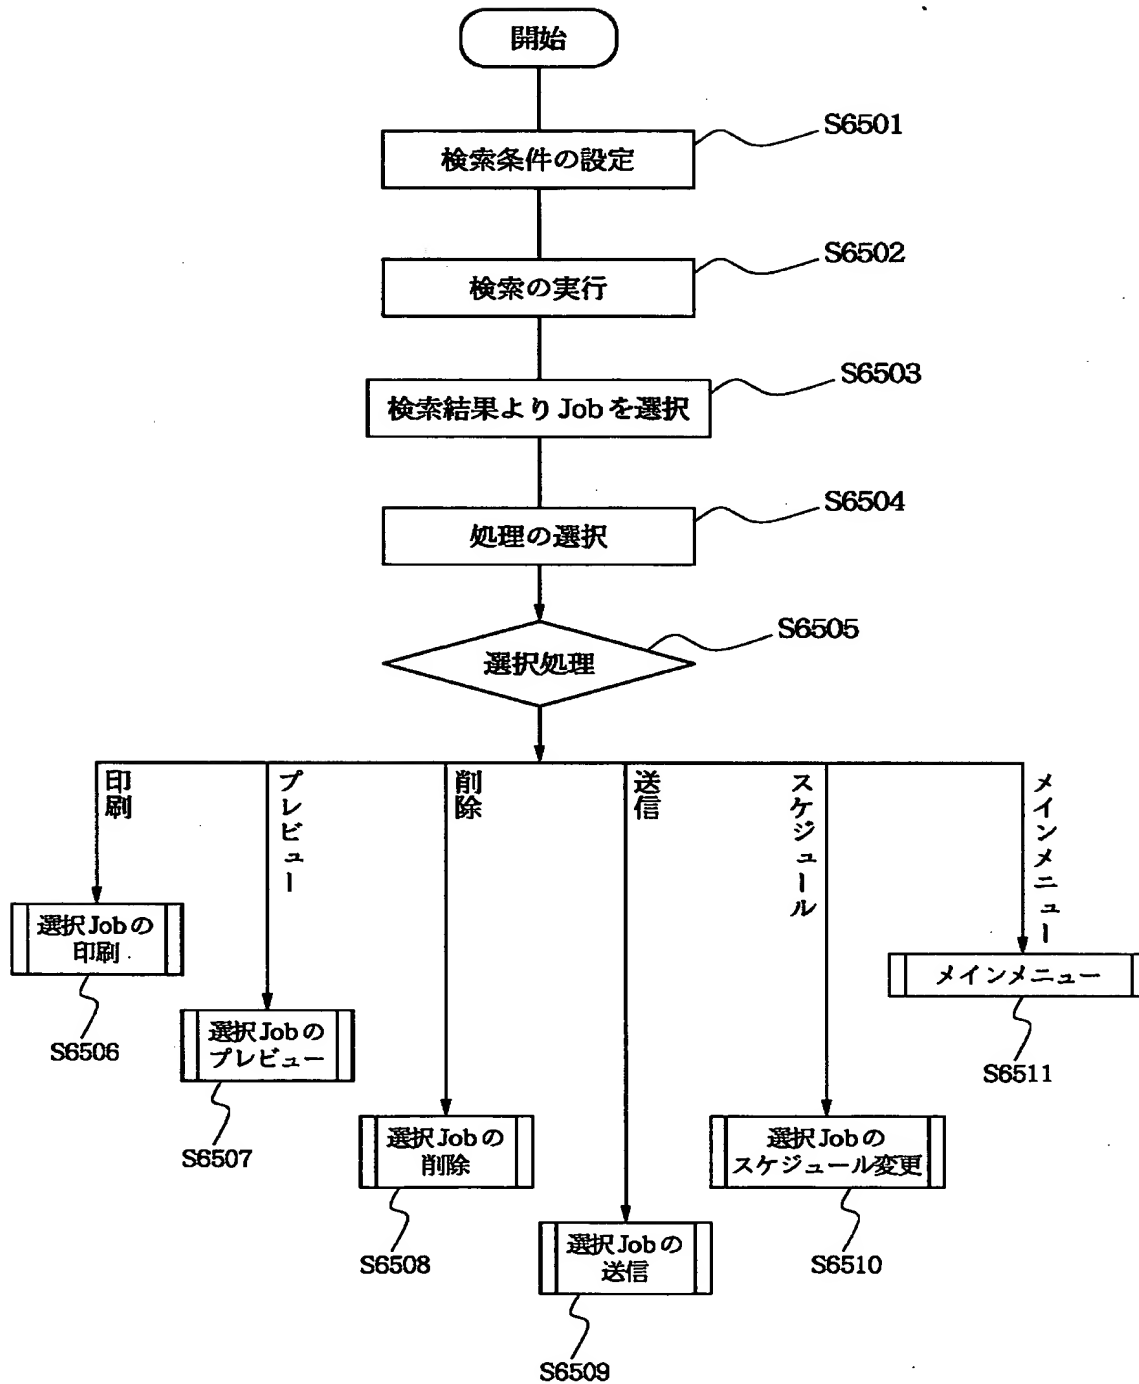 開始
S6501
検索条件の設定
S6502
検索の実行
S6503
検索結果よりJobを選択
S6504
処理の選択
S6505
選択処理
印刷
プレビュー
削除
送信
スケジュール
メインメニュー
選択Jobの
印刷
S6506
選択Jobの
プレビュー
S6507
選択Jobの
削除
S6508
選択Jobの
送信
S6509
選択Jobの
スケジュール変更
S6510
メインメニュー
S6511